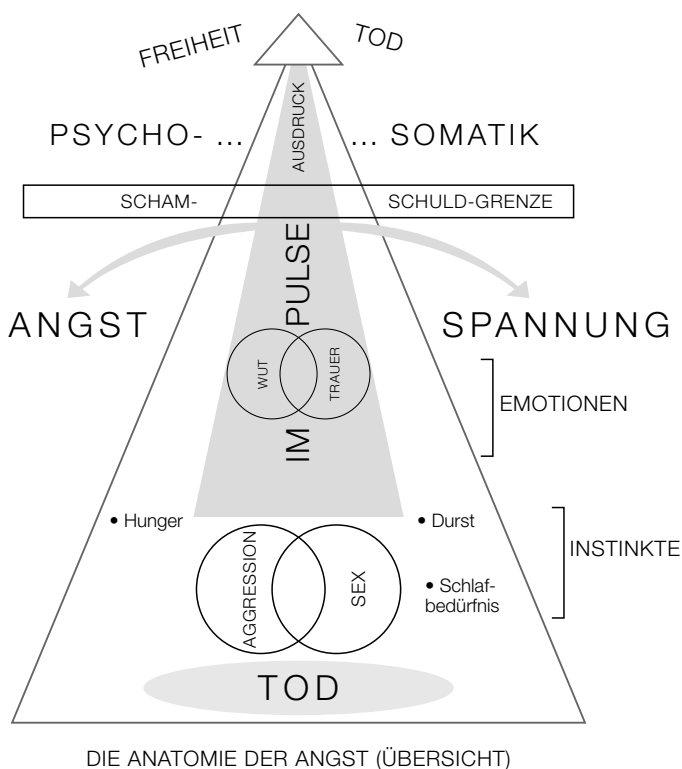 FREIHEIT TOD
AUSDRUCK
PSYCHO- ... ... SOMATIK
SCHAM- SCHULD-GRENZE
IM PULSE
ANGST SPANNUNG
WUT TRAUER
EMOTIONEN
• Hunger • Durst
INSTINKTE
AGGRESSION SEX
• Schlaf-
bedürfnis
TOD
DIE ANATOMIE DER ANGST (ÜBERSICHT)